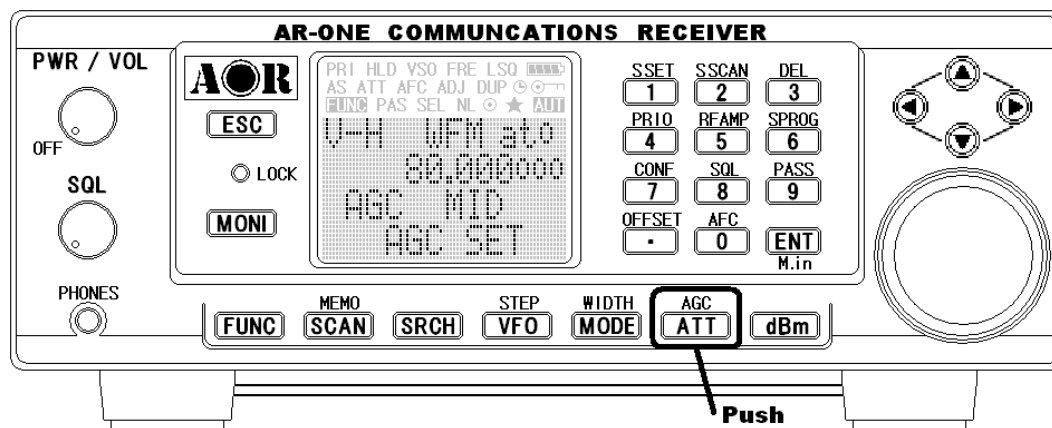 AR-ONE COMMUNCATIONS RECEIVER
PWR / VOL
OFF
SQL
PHONES
AOR
ESC
LOCK
MONI
PRI HLD VSO FRE LSQ
AS ATT AFC ADJ DUP
FUNC PAS SEL NL AUT
V-H WFM ato
80.000000
AGC MID
AGC SET
SSET SSCAN DEL
1 2 3
PRIO RFAMP SPROG
4 5 6
CONF SQL PASS
7 8 9
OFFSET AFC
. 0 ENT
M.in
MEMO STEP WIDTH AGC
FUNC SCAN SRCH VFO MODE ATT dBm
Push